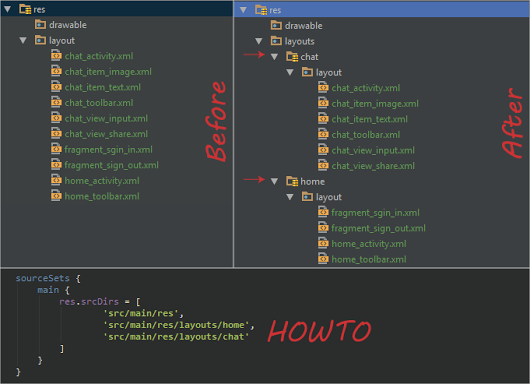 res
drawable
layout
chat_activity.xml
chat_item_image.xml
chat_item_text.xml
chat_toolbar.xml
chat_view_input.xml
chat_view_share.xml
fragment_sgin_in.xml
fragment_sgin_out.xml
home_activity.xml
home_toolbar.xml
Before
res
drawable
layouts
chat
layout
chat_activity.xml
chat_item_image.xml
chat_item_text.xml
chat_toolbar.xml
chat_view_input.xml
chat_view_share.xml
home
layout
fragment_sgin_in.xml
fragment_sgin_out.xml
home_activity.xml
home_toolbar.xml
After
sourceSets {
main {
res.srcDirs = [
'src/main/res',
'src/main/res/layouts/home',
'src/main/res/layouts/chat'
]
}
}
HOWTO